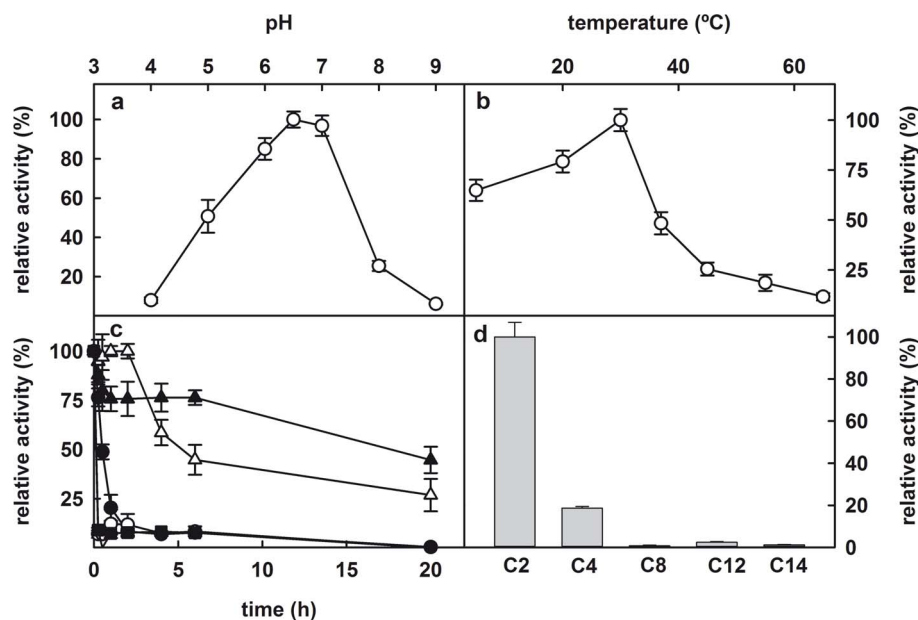 pH
temperature (ºC)
3 4 5 6 7 8 9
20 40 60
a
b
relative activity (%)
100
80
60
40
20
100
75
50
25
relative activity (%)
c
d
relative activity (%)
100
75
50
25
100
80
60
40
20
0
relative activity (%)
0 5 10 15 20
C2 C4 C8 C12 C14
time (h)